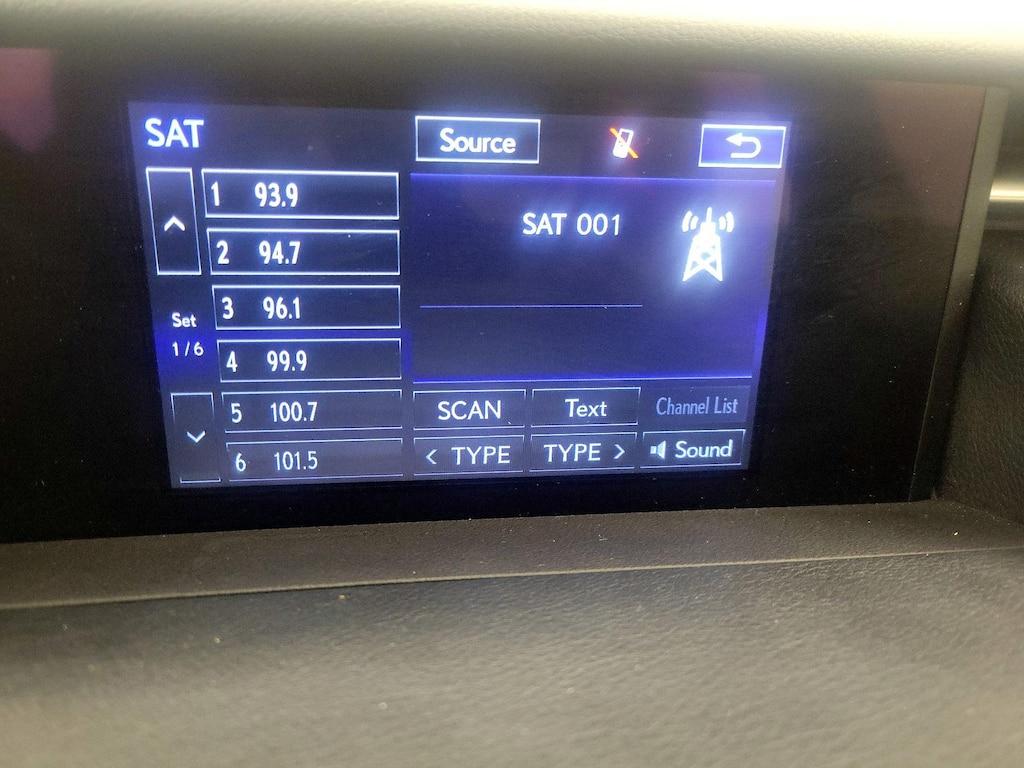 SAT
Source
1 93.9
2 94.7
3 96.1
4 99.9
5 100.7
6 101.5
Set
1/6
SAT 001
SCAN
Text
Channel List
< TYPE
TYPE >
Sound